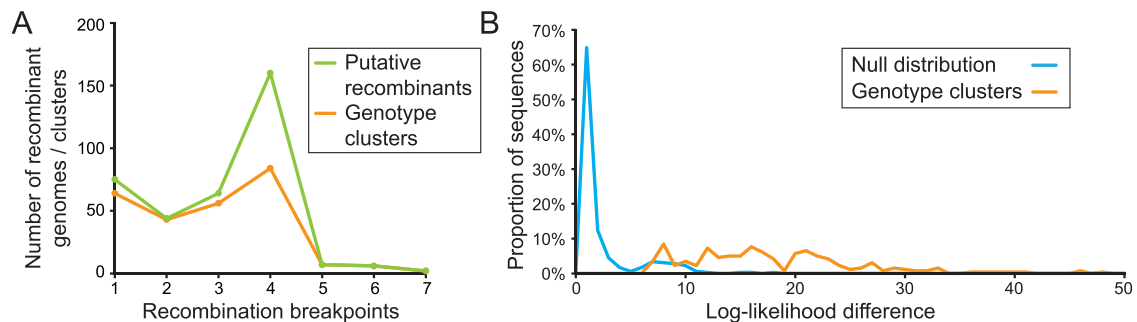 A
Number of recombinant
genomes / clusters
200
150
100
50
0
1 2 3 4 5 6 7
Recombination breakpoints
Putative
recombinants
Genotype
clusters
B
Proportion of sequences
70%
60%
50%
40%
30%
20%
10%
0%
0 10 20 30 40 50
Log-likelihood difference
Null distribution
Genotype clusters